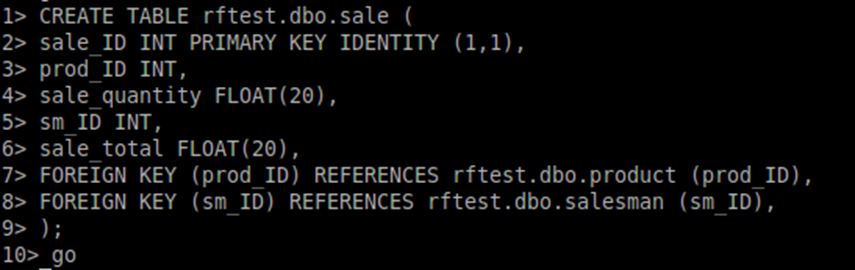 1> CREATE TABLE rftest.dbo.sale (
2> sale_ID INT PRIMARY KEY IDENTITY (1,1),
3> prod_ID INT,
4> sale_quantity FLOAT(20),
5> sm_ID INT,
6> sale_total FLOAT(20),
7> FOREIGN KEY (prod_ID) REFERENCES rftest.dbo.product (prod_ID),
8> FOREIGN KEY (sm_ID) REFERENCES rftest.dbo.salesman (sm_ID),
9> );
10> go